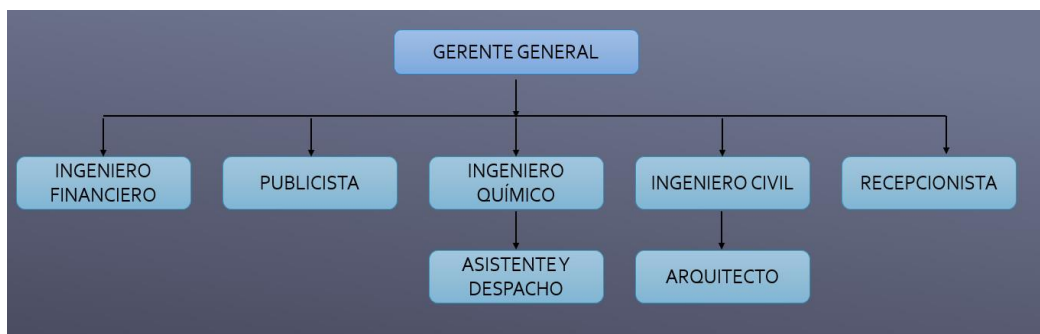 GERENTE GENERAL
INGENIERO
FINANCIERO
PUBLICISTA
INGENIERO
QUÍMICO
INGENIERO CIVIL
RECEPCIONISTA
ASISTENTE Y
DESPACHO
ARQUITECTO